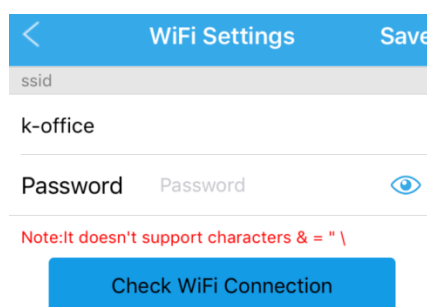 WiFi Settings Save
ssid
k-office
Password Password
Note:It doesn't support characters & = " \
Check WiFi Connection